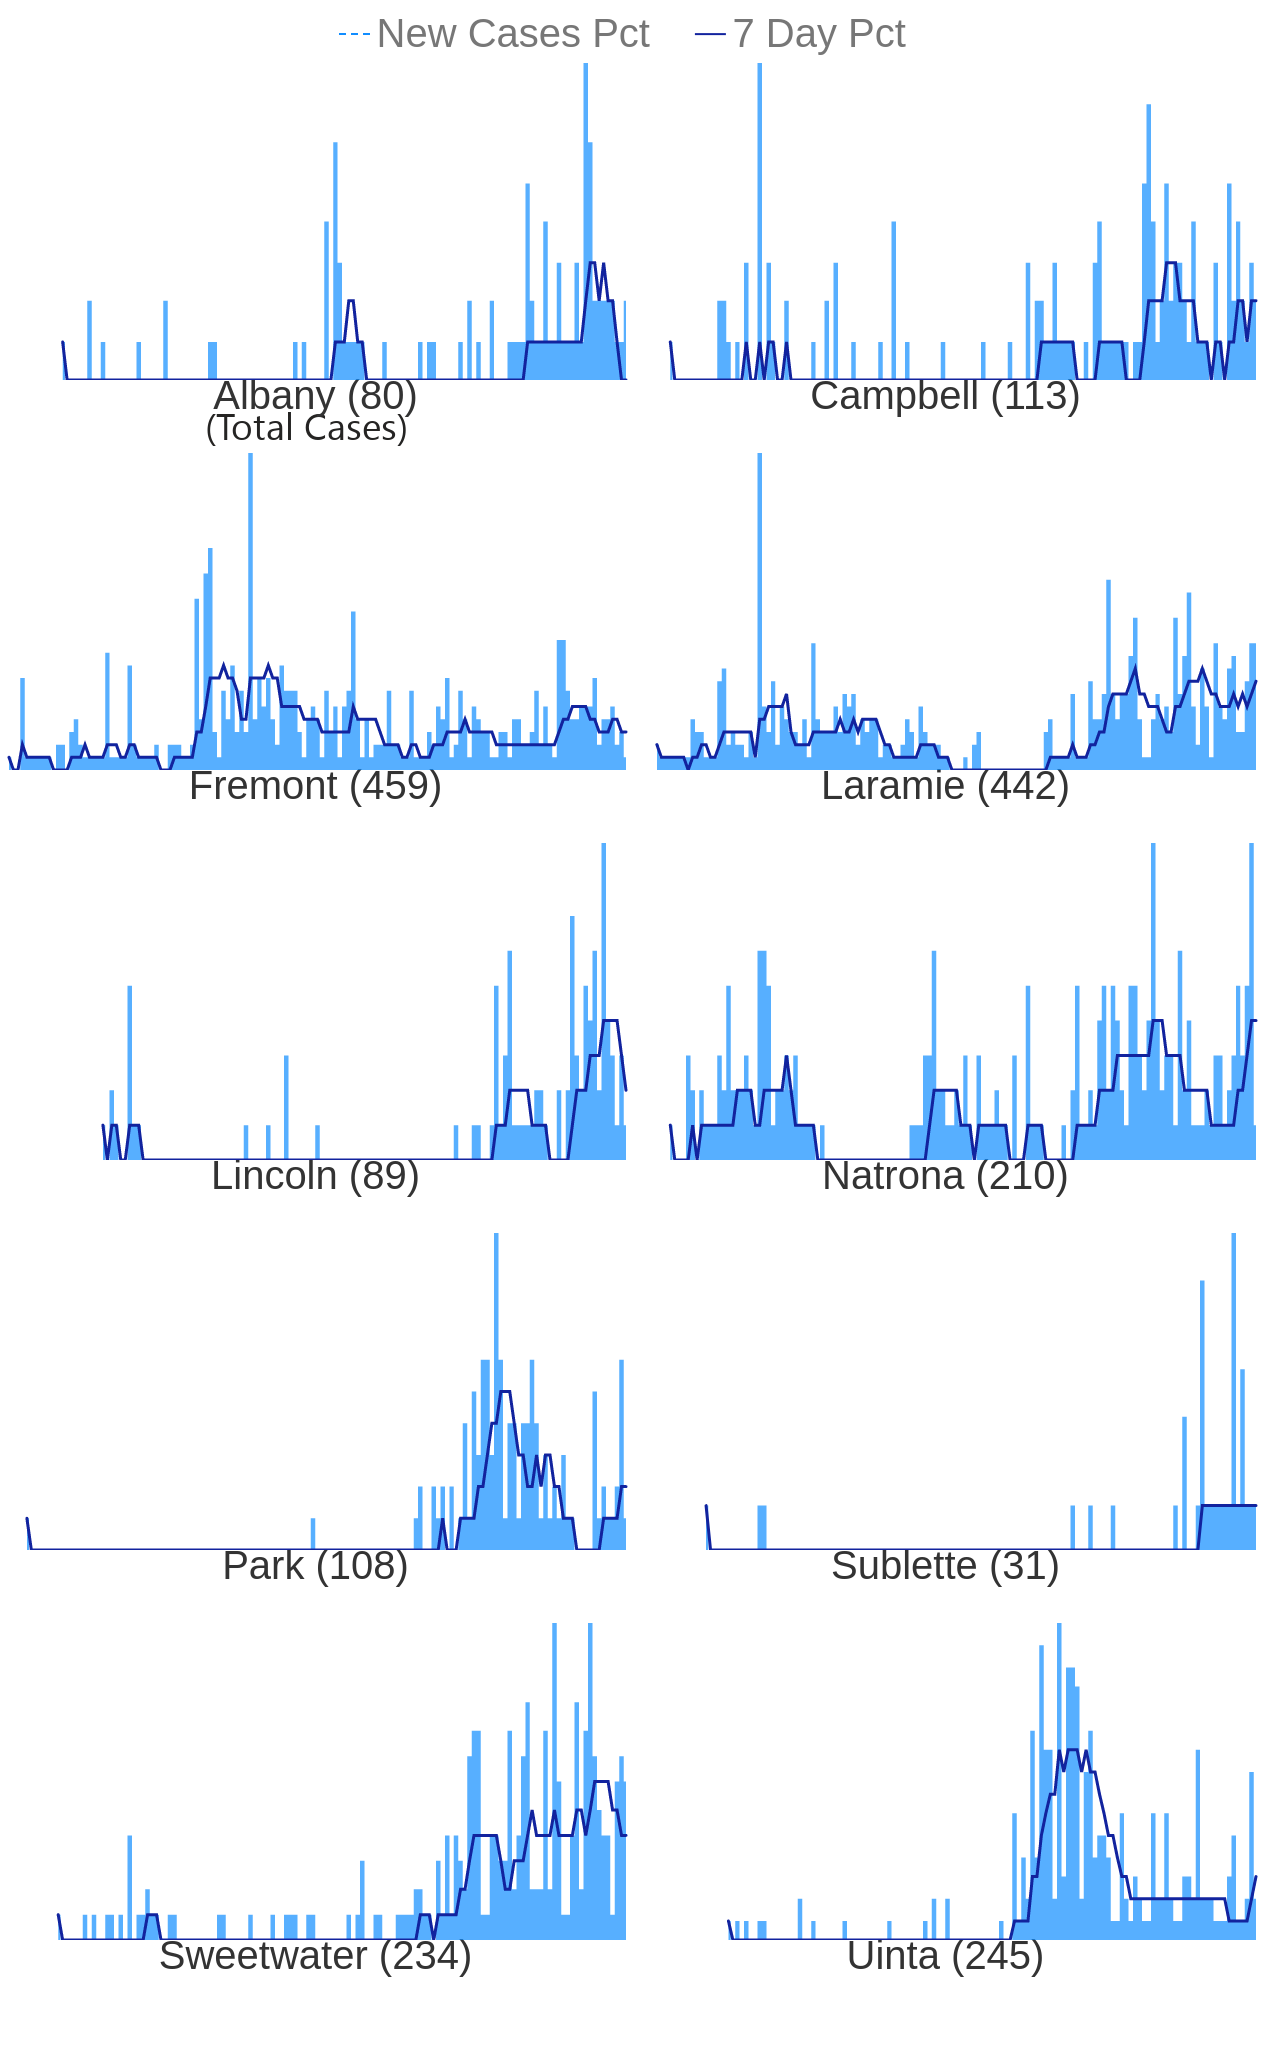 New Cases Pct 7 Day Pct
Albany (80) Campbell (113)
(Total Cases)
Fremont (459) Laramie (442)
Lincoln (89) Natrona (210)
Park (108) Sublette (31)
Sweetwater (234) Uinta (245)